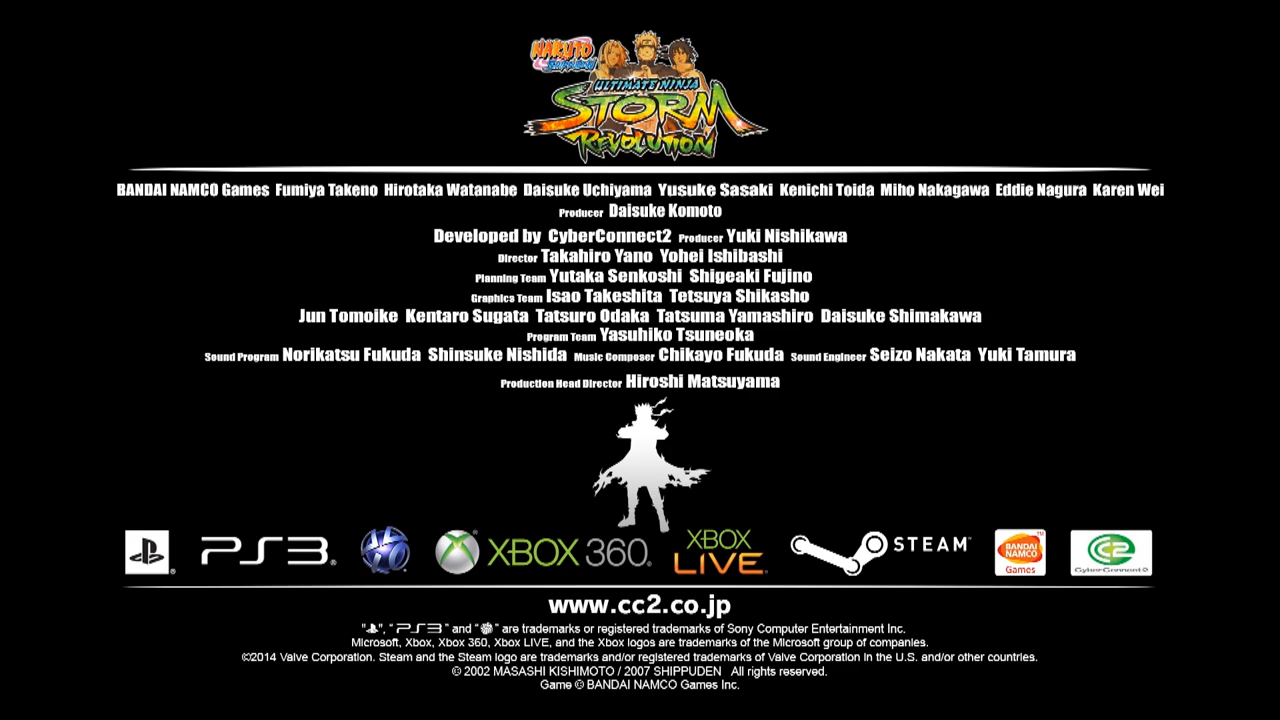 NARUTO
SHIPPUDEN
ULTIMATE NINJA
STORM
REVOLUTION
BANDAI NAMCO Games Fumiya Takeno Hirotaka Watanabe Daisuke Uchiyama Yusuke Sasaki Kenichi Toida Miho Nakagawa Eddie Nagura Karen Wei
Producer Daisuke Komoto
Developed by CyberConnect2 Producer Yuki Nishikawa
Director Takahiro Yano Yohei Ishibashi
Planning Team Yutaka Senkoshi Shigeaki Fujino
Graphics Team Isao Takeshita Tetsuya Shikasho
Jun Tomoike Kentaro Sugata Tatsuro Odaka Tatsuma Yamashiro Daisuke Shimakawa
Program Team Yasuhiko Tsuneoka
Sound Program Norikatsu Fukuda Shinsuke Nishida Music Composer Chikayo Fukuda Sound Engineer Seizo Nakata Yuki Tamura
Production Head Director Hiroshi Matsuyama
PS3® XBOX 360® XBOX LIVE® STEAM™ BANDAI NAMCO Games™ C2 CyberConnect2
www.cc2.co.jp
"", "PS3" and "" are trademarks or registered trademarks of Sony Computer Entertainment Inc.
Microsoft, Xbox, Xbox 360, Xbox LIVE, and the Xbox logos are trademarks of the Microsoft group of companies.
©2014 Valve Corporation. Steam and the Steam logo are trademarks and/or registered trademarks of Valve Corporation in the U.S. and/or other countries.
© 2002 MASASHI KISHIMOTO / 2007 SHIPPUDEN All rights reserved.
Game © BANDAI NAMCO Games Inc.